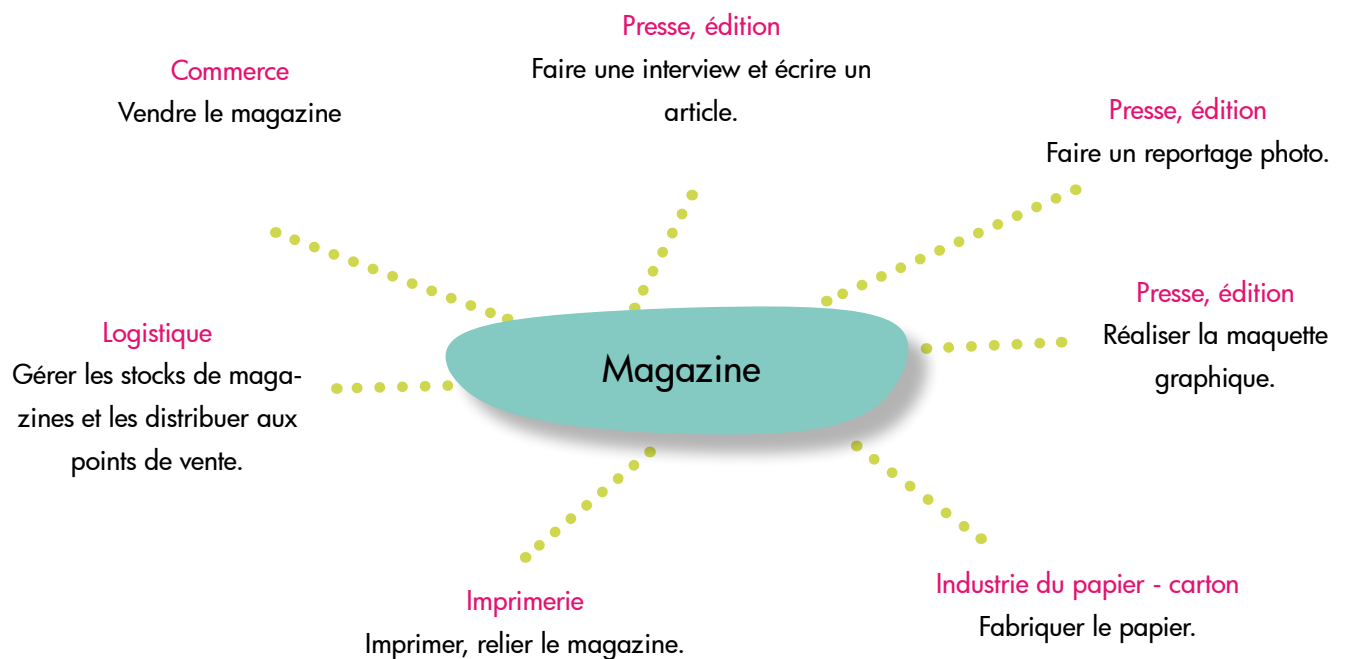 Presse, édition
Faire une interview et écrire un
article.
Commerce
Vendre le magazine
Presse, édition
Faire un reportage photo.
Presse, édition
Réaliser la maquette
graphique.
Logistique
Gérer les stocks de maga-
zines et les distribuer aux
points de vente.
Magazine
Imprimerie
Imprimer, relier le magazine.
Industrie du papier - carton
Fabriquer le papier.